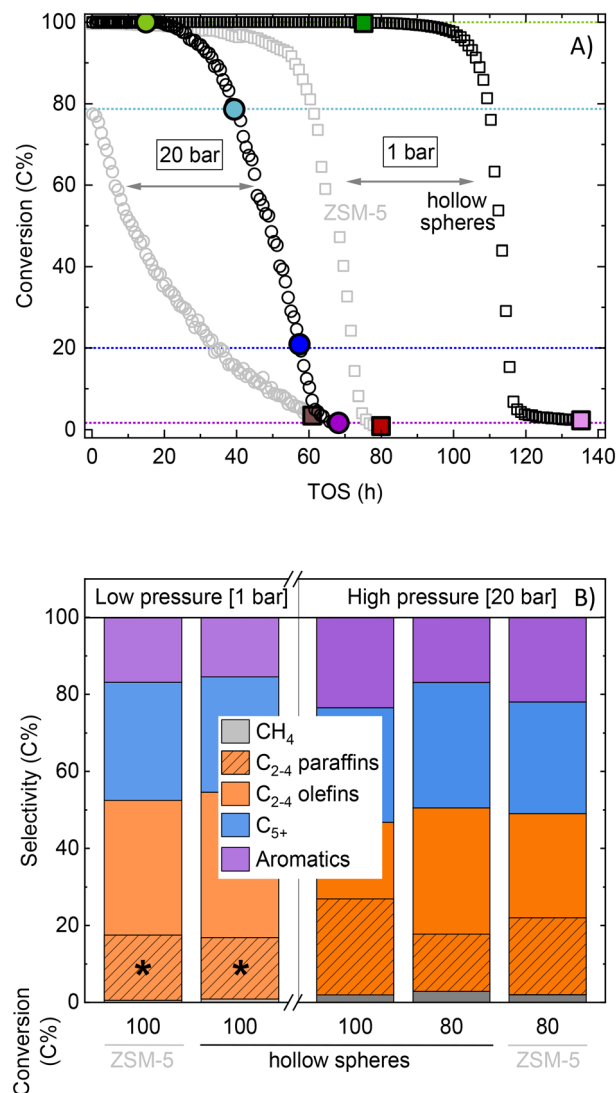 A)
Conversion (C%)
100
80
60
40
20
0
20 bar
1 bar
ZSM-5
hollow
spheres
0 20 40 60 80 100 120 140
TOS (h)
Low pressure [1 bar] High pressure [20 bar] B)
Selectivity (C%)
100
80
60
40
20
0
CH₄
C₂₋₄ paraffins
C₂₋₄ olefins
C₅₊
Aromatics
* *
Conversion
(C%)
100 100 100 80 80
ZSM-5 hollow spheres ZSM-5